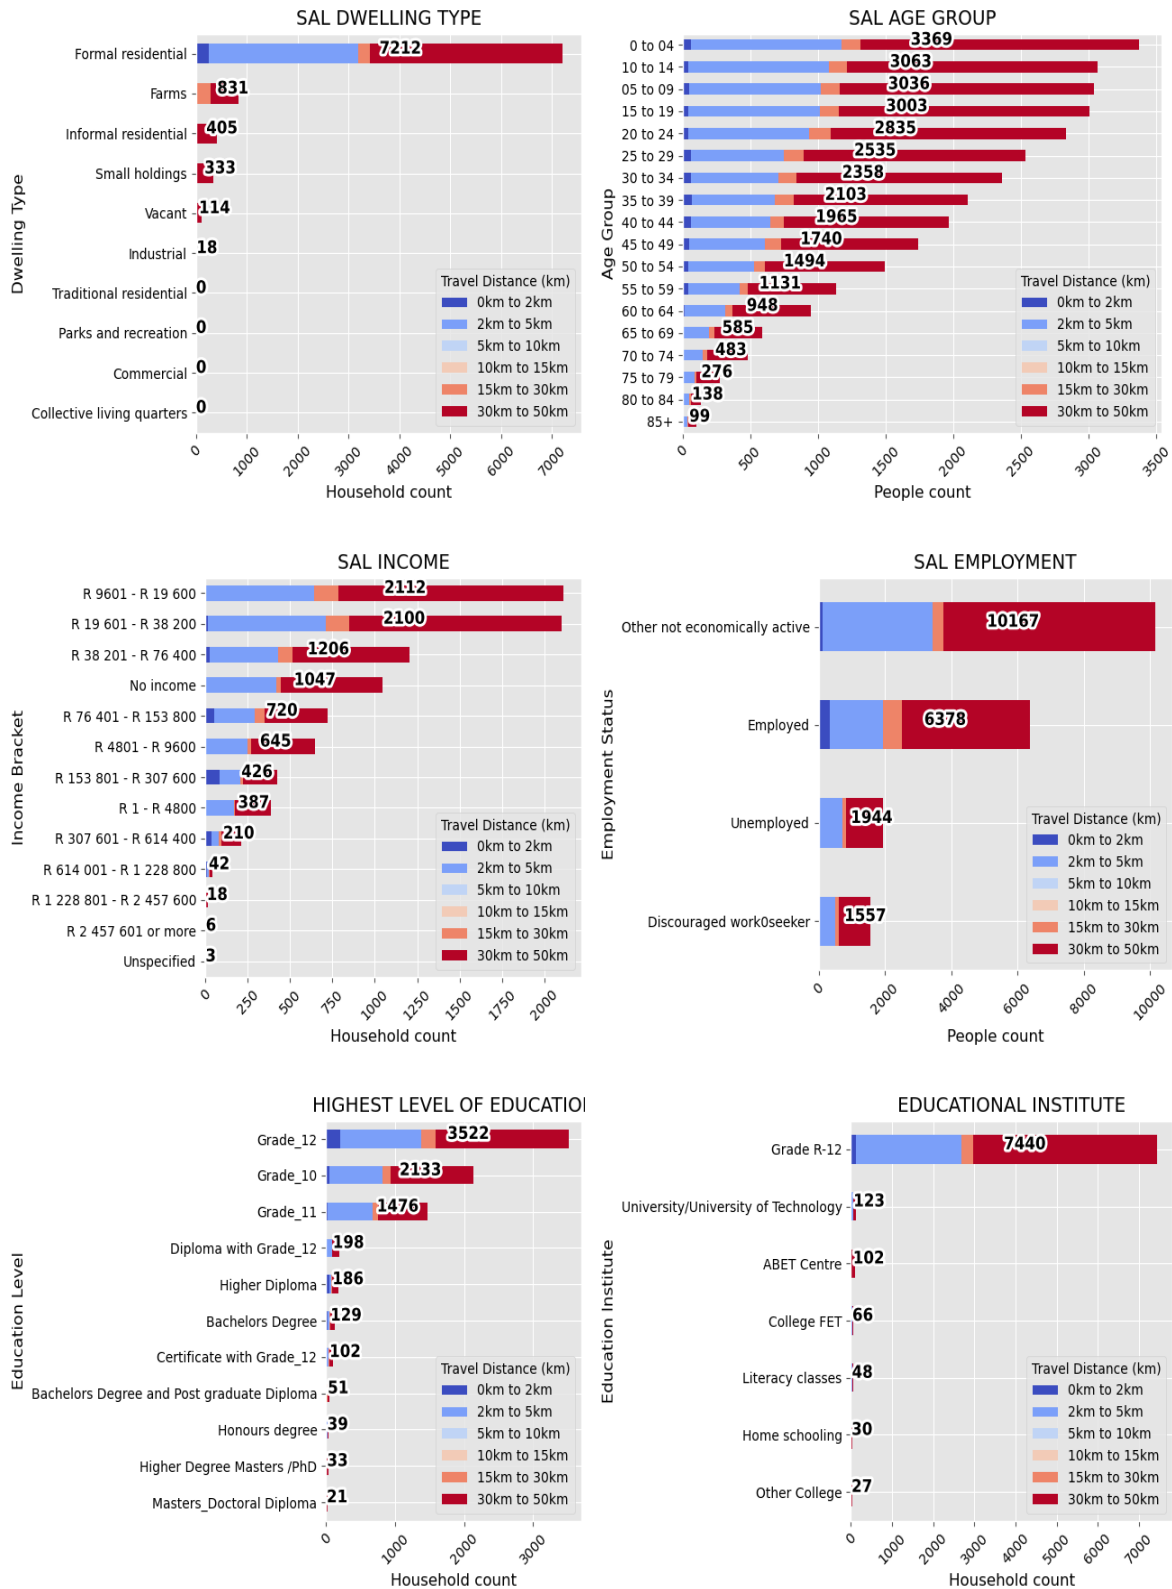 SAL DWELLING TYPE
Dwelling Type
Formal residential
7212
Farms
831
Informal residential
405
Small holdings
333
Vacant
114
Industrial
18
Traditional residential
0
Parks and recreation
0
Commercial
0
Collective living quarters
0
Travel Distance (km)
0km to 2km
2km to 5km
5km to 10km
10km to 15km
15km to 30km
30km to 50km
0 1000 2000 3000 4000 5000 6000 7000
Household count
SAL AGE GROUP
Age Group
0 to 04
3369
10 to 14
3063
05 to 09
3036
15 to 19
3003
20 to 24
2835
25 to 29
2535
30 to 34
2358
35 to 39
2103
40 to 44
1965
45 to 49
1740
50 to 54
1494
55 to 59
1131
60 to 64
948
65 to 69
585
70 to 74
483
75 to 79
276
80 to 84
138
85+
99
Travel Distance (km)
0km to 2km
2km to 5km
5km to 10km
10km to 15km
15km to 30km
30km to 50km
0 500 1000 1500 2000 2500 3000 3500
People count
SAL INCOME
Income Bracket
R 9601 - R 19 600
2112
R 19 601 - R 38 200
2100
R 38 201 - R 76 400
1206
No income
1047
R 76 401 - R 153 800
720
R 4801 - R 9600
645
R 153 801 - R 307 600
426
R 1 - R 4800
387
R 307 601 - R 614 400
210
R 614 001 - R 1 228 800
42
R 1 228 801 - R 2 457 600
18
R 2 457 601 or more
6
Unspecified
3
Travel Distance (km)
0km to 2km
2km to 5km
5km to 10km
10km to 15km
15km to 30km
30km to 50km
0 250 500 750 1000 1250 1500 1750 2000
Household count
SAL EMPLOYMENT
Employment Status
Other not economically active
10167
Employed
6378
Unemployed
1944
Discouraged work0seeker
1557
Travel Distance (km)
0km to 2km
2km to 5km
5km to 10km
10km to 15km
15km to 30km
30km to 50km
0 2000 4000 6000 8000 10000
People count
HIGHEST LEVEL OF EDUCATIO
Education Level
Grade_12
3522
Grade_10
2133
Grade_11
1476
Diploma with Grade_12
198
Higher Diploma
186
Bachelors Degree
129
Certificate with Grade_12
102
Bachelors Degree and Post graduate Diploma
51
Honours degree
39
Higher Degree Masters /PhD
33
Masters_Doctoral Diploma
21
Travel Distance (km)
0km to 2km
2km to 5km
5km to 10km
10km to 15km
15km to 30km
30km to 50km
0 1000 2000 3000
Household count
EDUCATIONAL INSTITUTE
Education Institute
Grade R-12
7440
University/University of Technology
123
ABET Centre
102
College FET
66
Literacy classes
48
Home schooling
30
Other College
27
Travel Distance (km)
0km to 2km
2km to 5km
5km to 10km
10km to 15km
15km to 30km
30km to 50km
0 1000 2000 3000 4000 5000 6000 7000
Household count